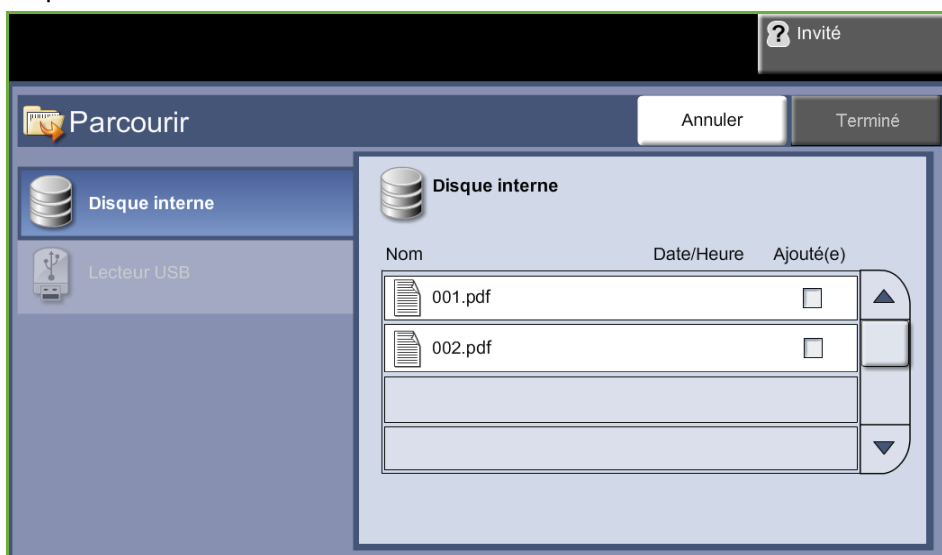 ? Invité
Parcourir
Annuler
Terminé
Disque interne
Lecteur USB
Disque interne
Nom Date/Heure Ajouté(e)
001.pdf
002.pdf